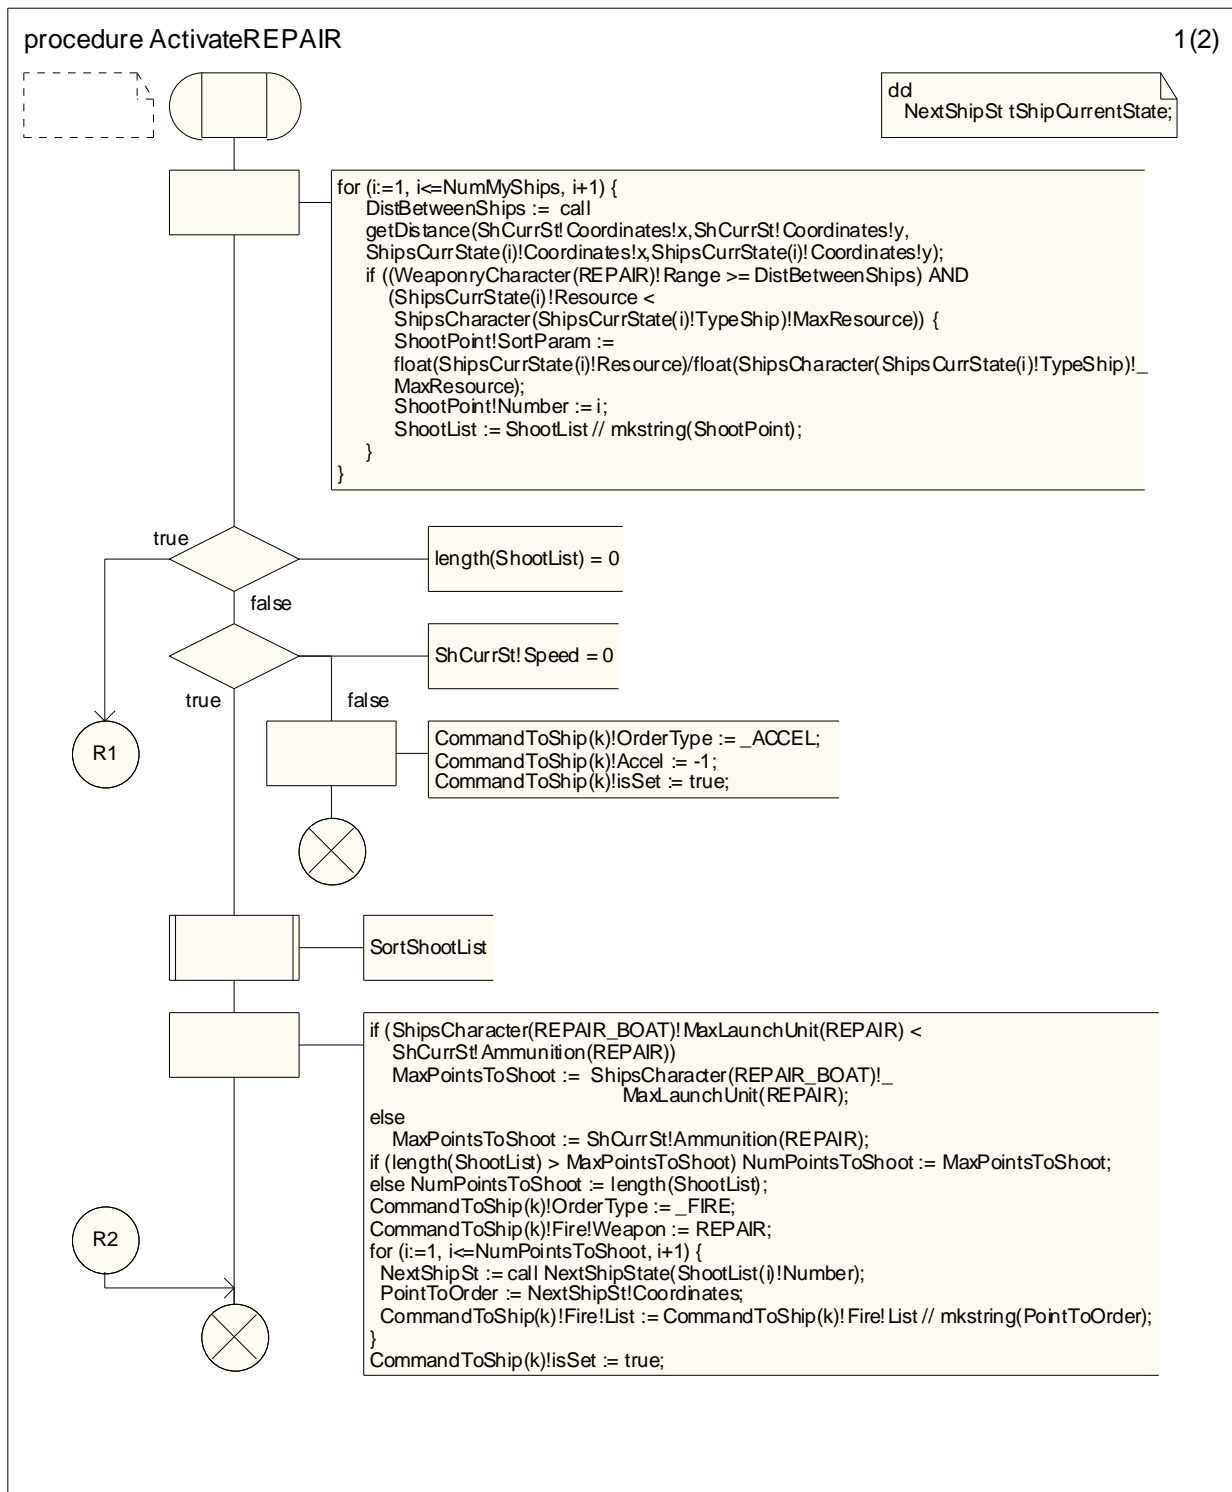 procedure ActivateREPAIR
1(2)
dd
NextShipSt tShipCurrentState;
for (i:=1, i<=NumMyShips, i+1) {
DistBetweenShips := call
getDistance(ShCurrSt!Coordinates!x,ShCurrSt!Coordinates!y,
ShipsCurrState(i)!Coordinates!x,ShipsCurrState(i)!Coordinates!y);
if ((WeaponryCharacter(REPAIR)!Range >= DistBetweenShips) AND
(ShipsCurrState(i)!Resource <
ShipsCharacter(ShipsCurrState(i)!TypeShip)!MaxResource)) {
ShootPoint!SortParam :=
float(ShipsCurrState(i)!Resource)/float(ShipsCharacter(ShipsCurrState(i)!TypeShip)!_
MaxResource);
ShootPoint!Number := i;
ShootList := ShootList // mkstring(ShootPoint);
}
}
true
length(ShootList) = 0
false
ShCurrSt!Speed = 0
true
false
R1
CommandToShip(k)!OrderType := _ACCEL;
CommandToShip(k)!Accel := -1;
CommandToShip(k)!isSet := true;
SortShootList
if (ShipsCharacter(REPAIR_BOAT)!MaxLaunchUnit(REPAIR) <
ShCurrSt!Ammunition(REPAIR))
MaxPointsToShoot := ShipsCharacter(REPAIR_BOAT)!_
MaxLaunchUnit(REPAIR);
else
MaxPointsToShoot := ShCurrSt!Ammunition(REPAIR);
if (length(ShootList) > MaxPointsToShoot) NumPointsToShoot := MaxPointsToShoot;
else NumPointsToShoot := length(ShootList);
CommandToShip(k)!OrderType := _FIRE;
CommandToShip(k)!Fire!Weapon := REPAIR;
for (i:=1, i<=NumPointsToShoot, i+1) {
NextShipSt := call NextShipState(ShootList(i)!Number);
PointToOrder := NextShipSt!Coordinates;
CommandToShip(k)!Fire!List := CommandToShip(k)!Fire!List // mkstring(PointToOrder);
}
CommandToShip(k)!isSet := true;
R2